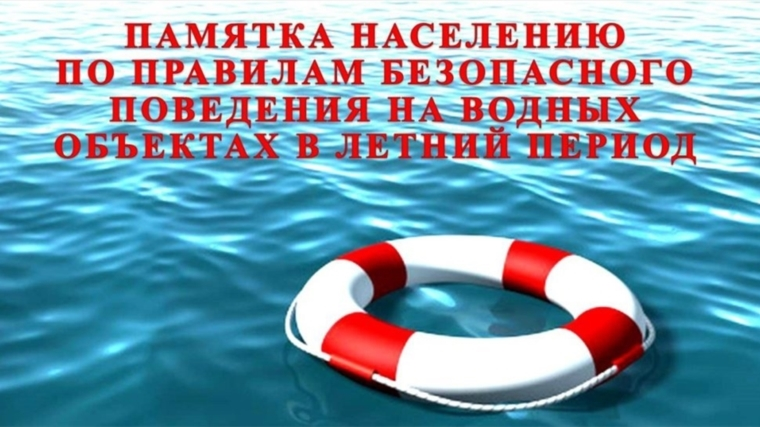 ПАМЯТКА НАСЕЛЕНИЮ
ПО ПРАВИЛАМ БЕЗОПАСНОГО
ПОВЕДЕНИЯ НА ВОДНЫХ
ОБЪЕКТАХ В ЛЕТНИЙ ПЕРИОД